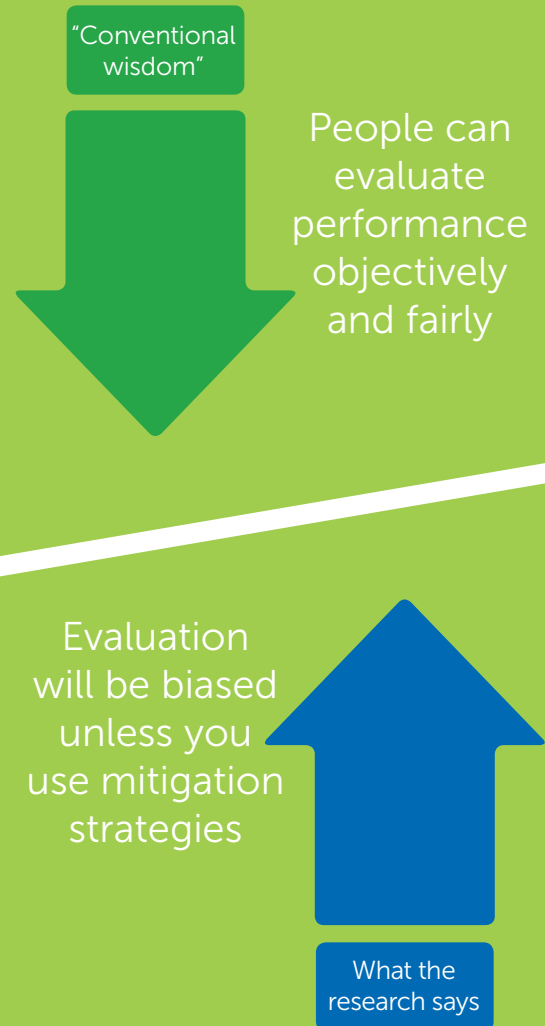 “Conventional
wisdom”
People can
evaluate
performance
objectively
and fairly
Evaluation
will be biased
unless you
use mitigation
strategies
What the
research says